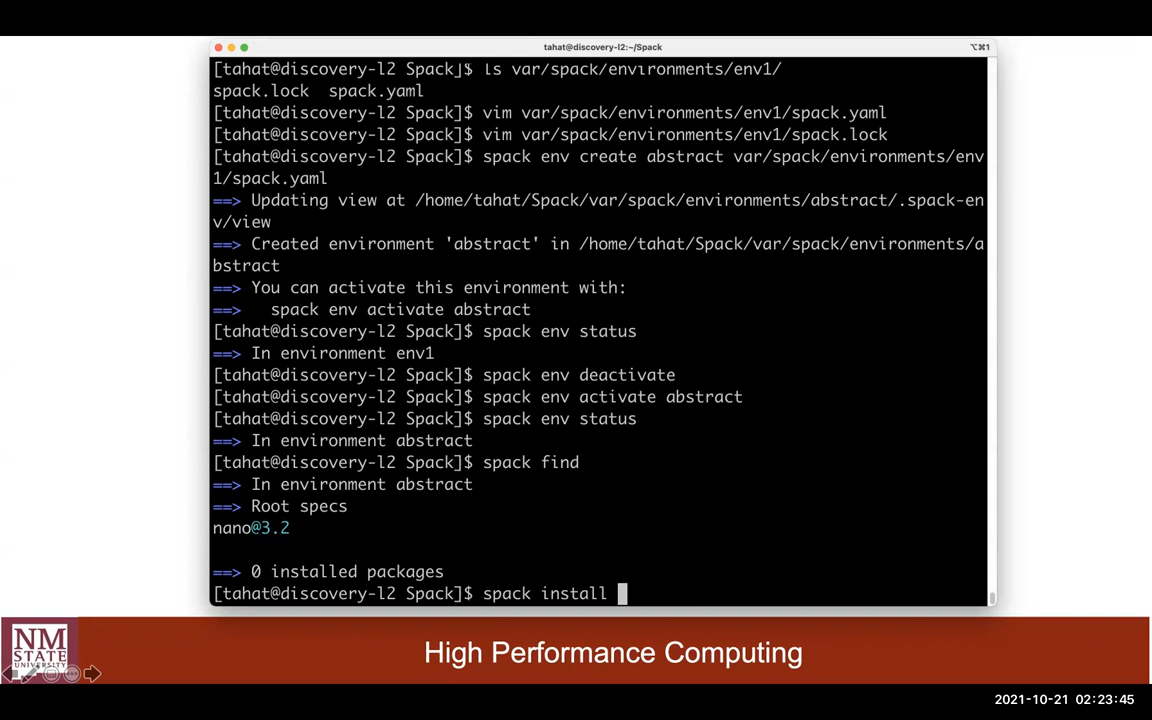 tahat@discovery-l2:~/Spack
⌥⌘1
[tahat@discovery-l2 Spack]$ ls var/spack/environments/env1/
spack.lock  spack.yaml
[tahat@discovery-l2 Spack]$ vim var/spack/environments/env1/spack.yaml
[tahat@discovery-l2 Spack]$ vim var/spack/environments/env1/spack.lock
[tahat@discovery-l2 Spack]$ spack env create abstract var/spack/environments/env
1/spack.yaml
==> Updating view at /home/tahat/Spack/var/spack/environments/abstract/.spack-en
v/view
==> Created environment 'abstract' in /home/tahat/Spack/var/spack/environments/a
bstract
==> You can activate this environment with:
==>   spack env activate abstract
[tahat@discovery-l2 Spack]$ spack env status
==> In environment env1
[tahat@discovery-l2 Spack]$ spack env deactivate
[tahat@discovery-l2 Spack]$ spack env activate abstract
[tahat@discovery-l2 Spack]$ spack env status
==> In environment abstract
[tahat@discovery-l2 Spack]$ spack find
==> In environment abstract
==> Root specs
nano@3.2
==> 0 installed packages
[tahat@discovery-l2 Spack]$ spack install
NM
STATE
UNIVERSITY
High Performance Computing
2021-10-21 02:23:45